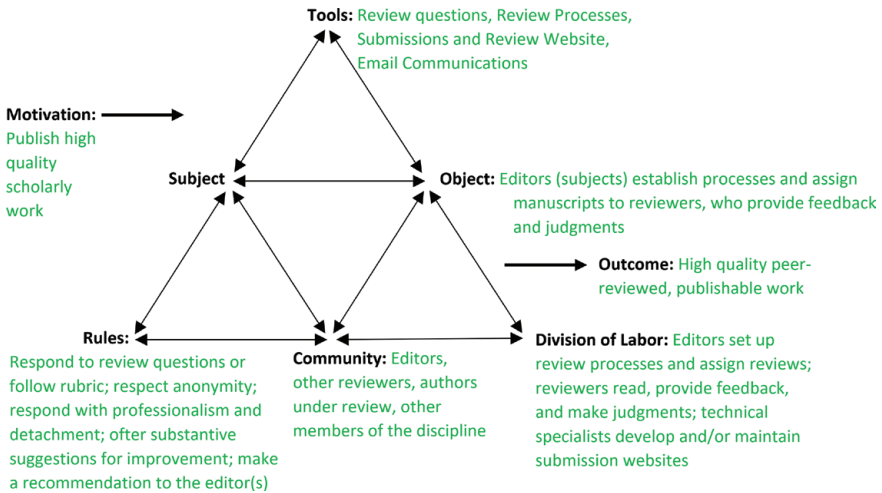 Tools: Review questions, Review Processes,
Submissions and Review Website,
Email Communications
Motivation:
Publish high
quality
scholarly
work
Subject
Object: Editors (subjects) establish processes and assign
manuscripts to reviewers, who provide feedback
and judgments
Outcome: High quality peer-
reviewed, publishable work
Rules:
Respond to review questions or
follow rubric; respect anonymity;
respond with professionalism and
detachment; ofter substantive
suggestions for improvement; make
a recommendation to the editor(s)
Community: Editors,
other reviewers, authors
under review, other
members of the discipline
Division of Labor: Editors set up
review processes and assign reviews;
reviewers read, provide feedback,
and make judgments; technical
specialists develop and/or maintain
submission websites